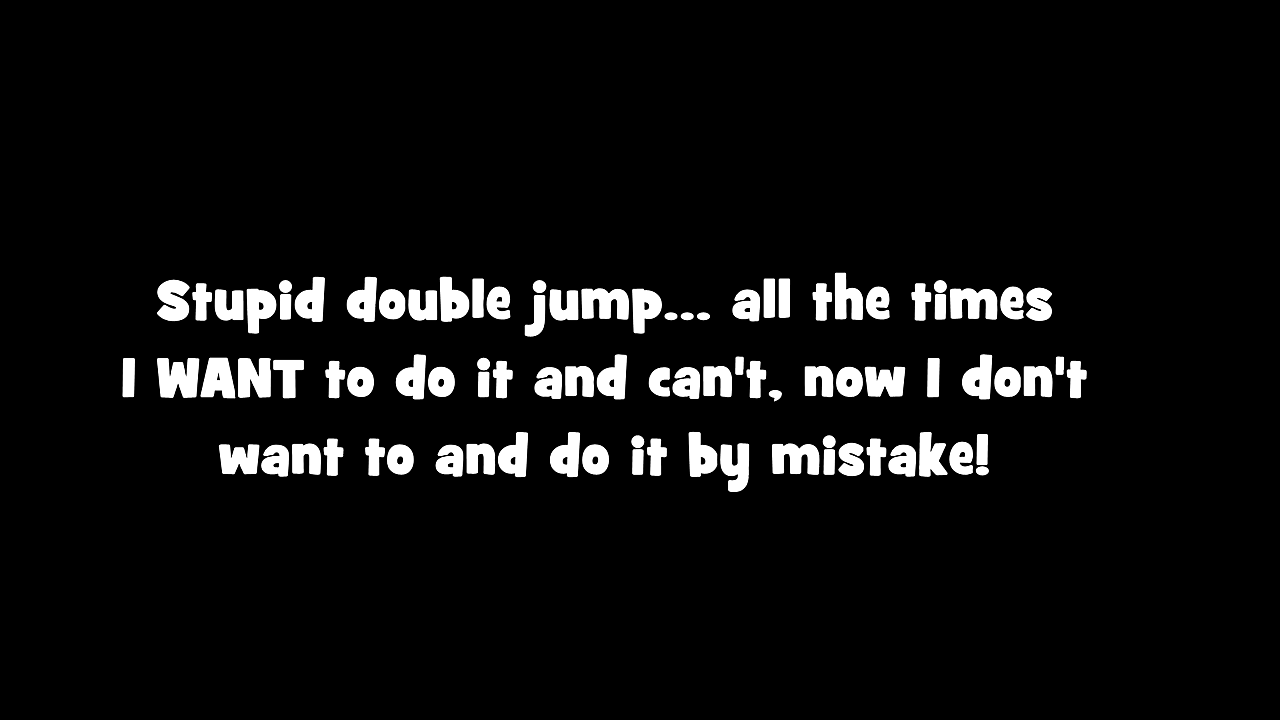 Stupid double jump... all the times
I WANT to do it and can't, now I don't
want to and do it by mistake!